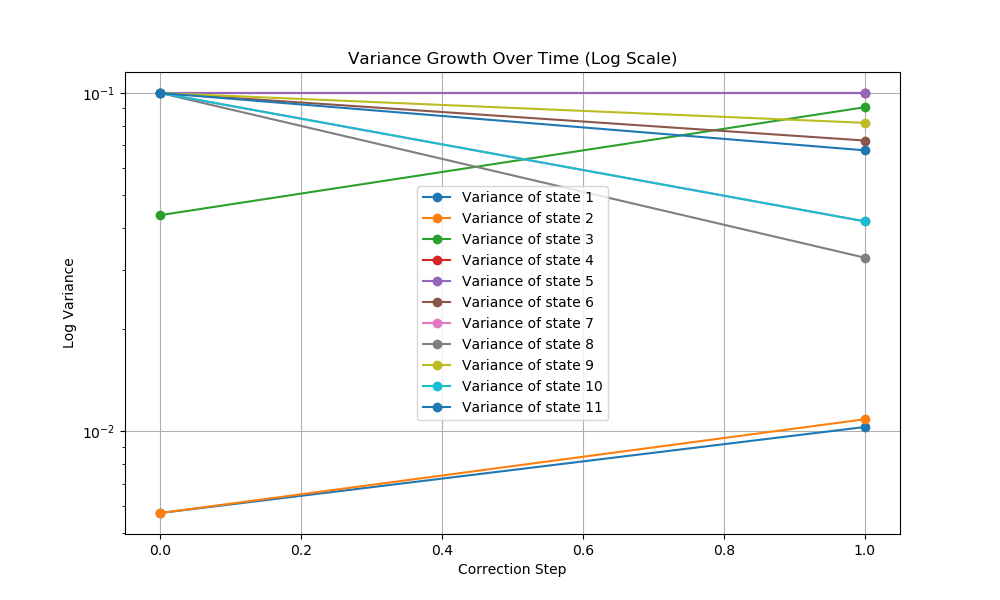 Variance Growth Over Time (Log Scale)
10⁻¹
10⁻²
Log Variance
Variance of state 1
Variance of state 2
Variance of state 3
Variance of state 4
Variance of state 5
Variance of state 6
Variance of state 7
Variance of state 8
Variance of state 9
Variance of state 10
Variance of state 11
0.0 0.2 0.4 0.6 0.8 1.0
Correction Step